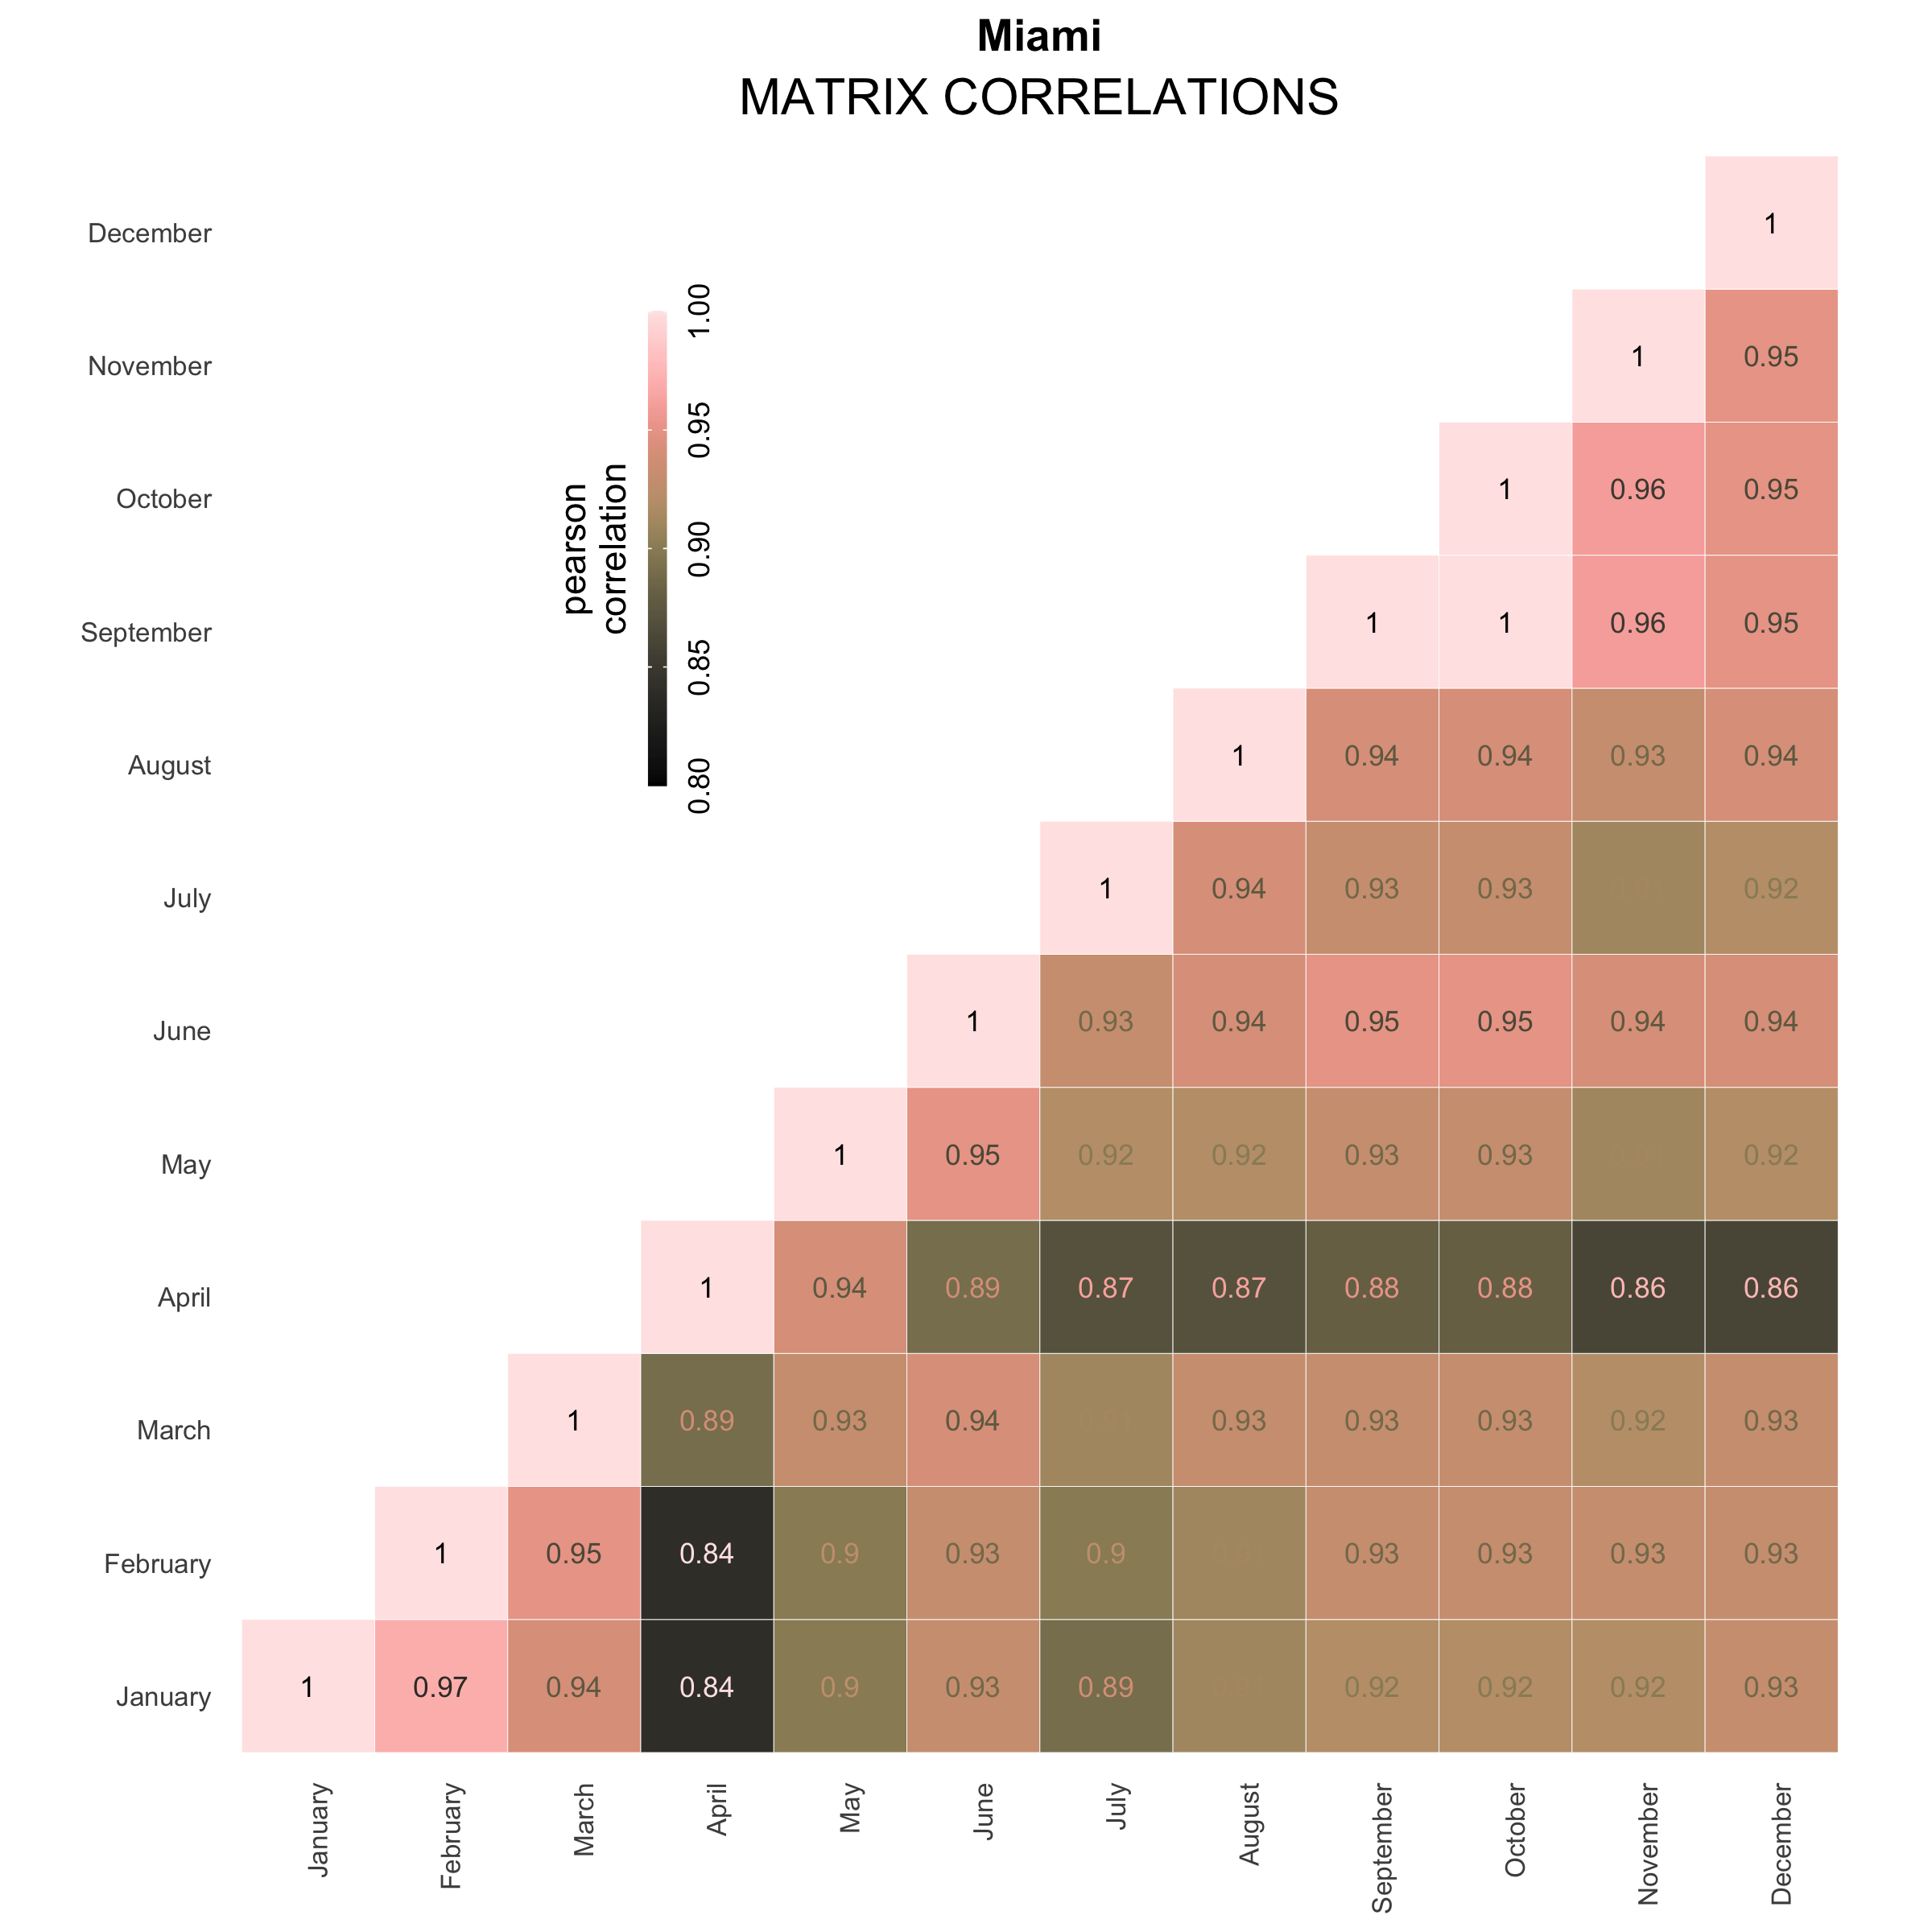 Miami
MATRIX CORRELATIONS
December 1
November 1 0.95
October 1 0.96 0.95
September 1 1 0.96 0.95
August 1 0.94 0.94 0.93 0.94
July 1 0.94 0.93 0.93 0.92
June 1 0.93 0.94 0.95 0.95 0.94 0.94
May 1 0.95 0.92 0.92 0.93 0.93 0.92
April 1 0.94 0.89 0.87 0.87 0.88 0.88 0.86 0.86
March 1 0.89 0.93 0.94 0.93 0.93 0.93 0.92 0.93
February 1 0.95 0.84 0.9 0.93 0.9 0.93 0.93 0.93 0.93
January 1 0.97 0.94 0.84 0.9 0.93 0.89 0.92 0.92 0.92 0.93
January February March April May June July August September October November December
pearson
correlation
0.80 0.85 0.90 0.95 1.00